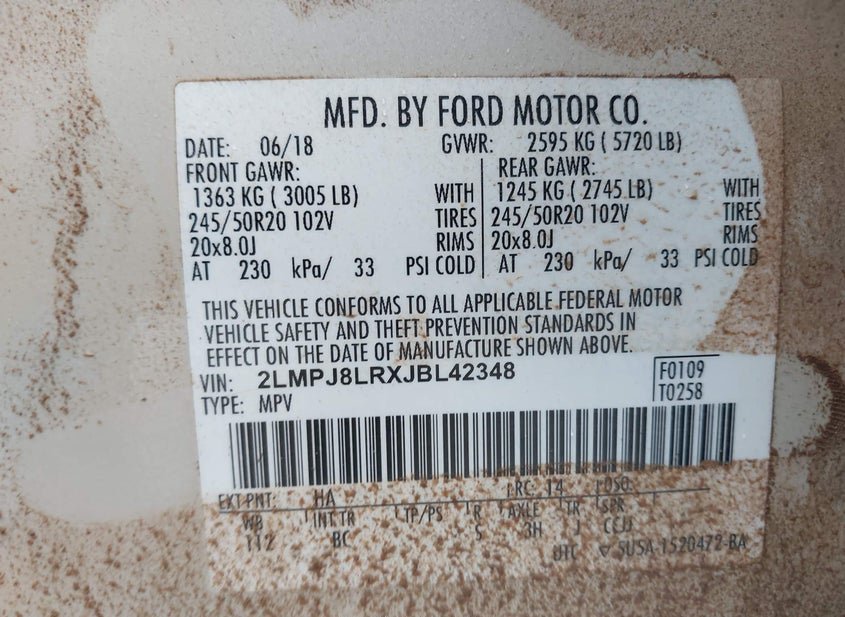 MFD. BY FORD MOTOR CO.
DATE: 06/18 GVWR: 2595 KG ( 5720 LB)
FRONT GAWR: REAR GAWR:
1363 KG ( 3005 LB) WITH 1245 KG ( 2745 LB) WITH
245/50R20 102V TIRES 245/50R20 102V TIRES
20x8.0J RIMS 20x8.0J RIMS
AT 230 kPa/ 33 PSI COLD AT 230 kPa/ 33 PSI COLD
THIS VEHICLE CONFORMS TO ALL APPLICABLE FEDERAL MOTOR
VEHICLE SAFETY AND THEFT PREVENTION STANDARDS IN
EFFECT ON THE DATE OF MANUFACTURE SHOWN ABOVE.
VIN: 2LMPJ8LRXJBL42348 F0109
TYPE: MPV T0258
EXT PNT: HA RC: 14 DSO:
WB INT TR TP/PS R AXLE TR SPR
112 BC S 3H J CCJJ
UTC ▽ 5USA-1520472-BA